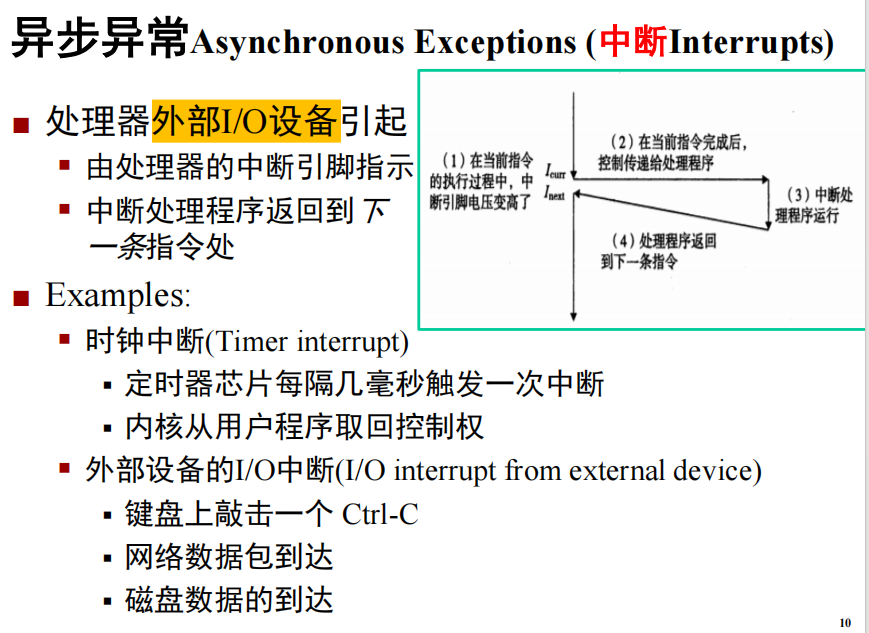 异步异常Asynchronous Exceptions (中断Interrupts)
■ 处理器外部I/O设备引起
▪ 由处理器的中断引脚指示
▪ 中断处理程序返回到下
一条指令处
■ Examples:
▪ 时钟中断(Timer interrupt)
▪ 定时器芯片每隔几毫秒触发一次中断
▪ 内核从用户程序取回控制权
▪ 外部设备的I/O中断(I/O interrupt from external device)
▪ 键盘上敲击一个 Ctrl-C
▪ 网络数据包到达
▪ 磁盘数据的到达
(1) 在当前指令
的执行过程中，中
断引脚电压变高了
Icurr
Inext
(2) 在当前指令完成后，
控制传递给处理程序
(3) 中断处
理程序运行
(4) 处理程序返回
到下一条指令
10